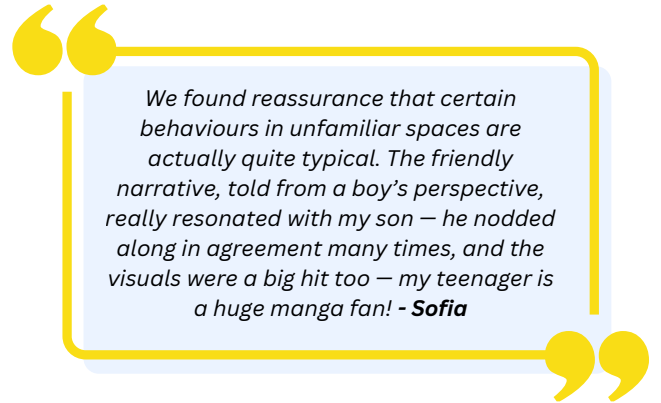 We found reassurance that certain
behaviours in unfamiliar spaces are
actually quite typical. The friendly
narrative, told from a boy’s perspective,
really resonated with my son — he nodded
along in agreement many times, and the
visuals were a big hit too — my teenager is
a huge manga fan! - Sofia